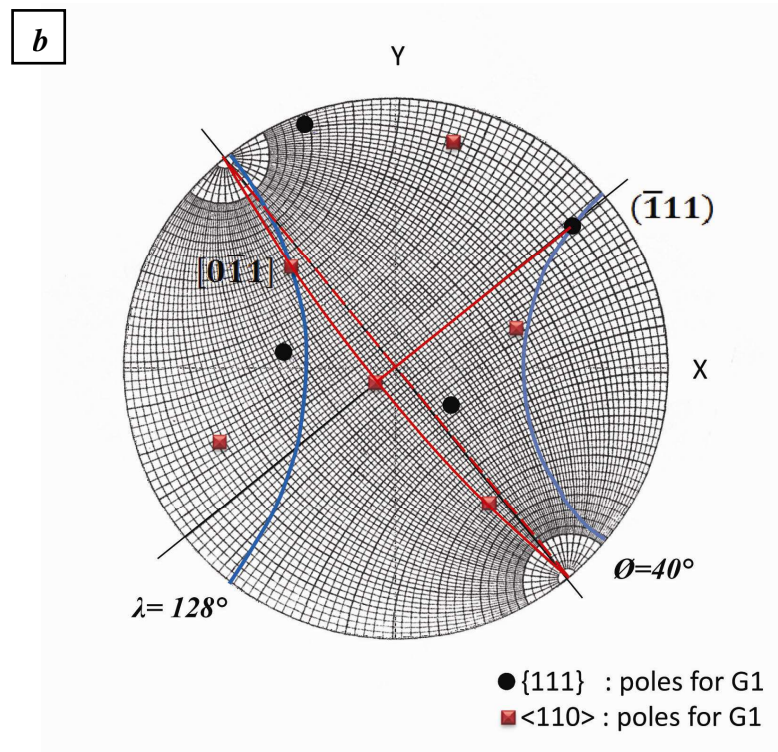 b
Y
(1̄11)
[011]
X
Ø=40°
λ= 128°
{111} : poles for G1
<110> : poles for G1